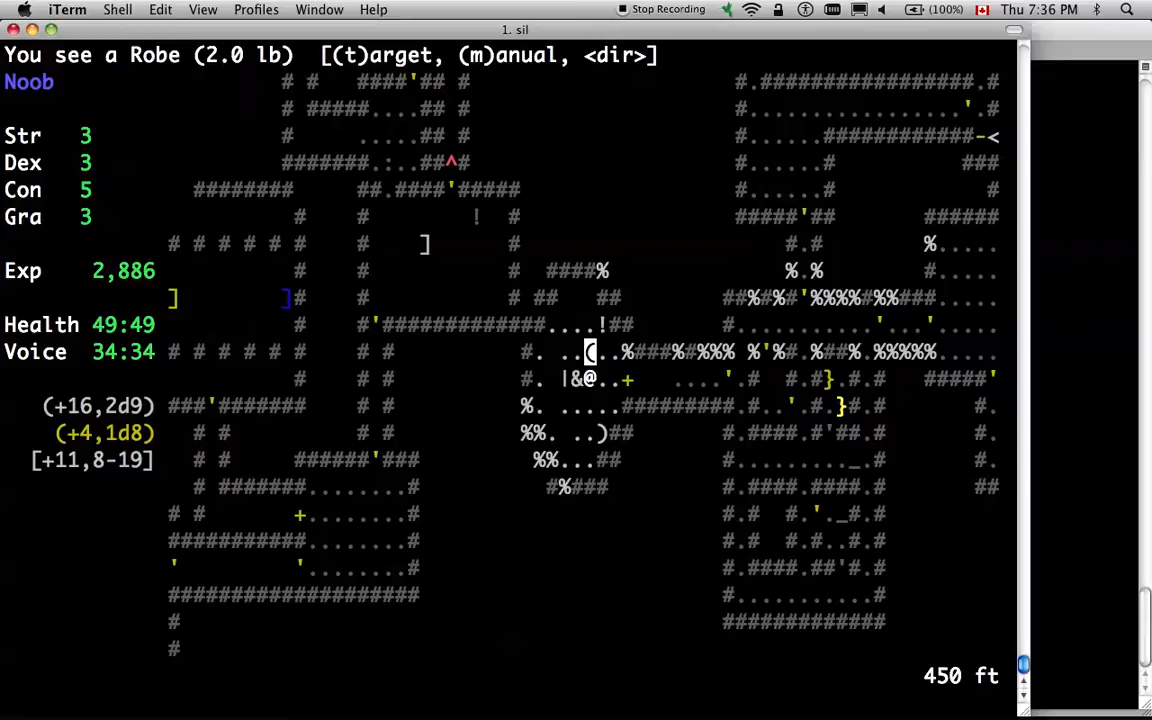 iTerm Shell Edit View Profiles Window Help Stop Recording (100%) Thu 7:36 PM
1. sil
You see a Robe (2.0 lb) [(t)arget, (m)anual, <dir>]
Noob
Str 3
Dex 3
Con 5
Gra 3
Exp 2,886
Health 49:49
Voice 34:34
(+16,2d9)
(+4,1d8)
[+11,8-19]
450 ft